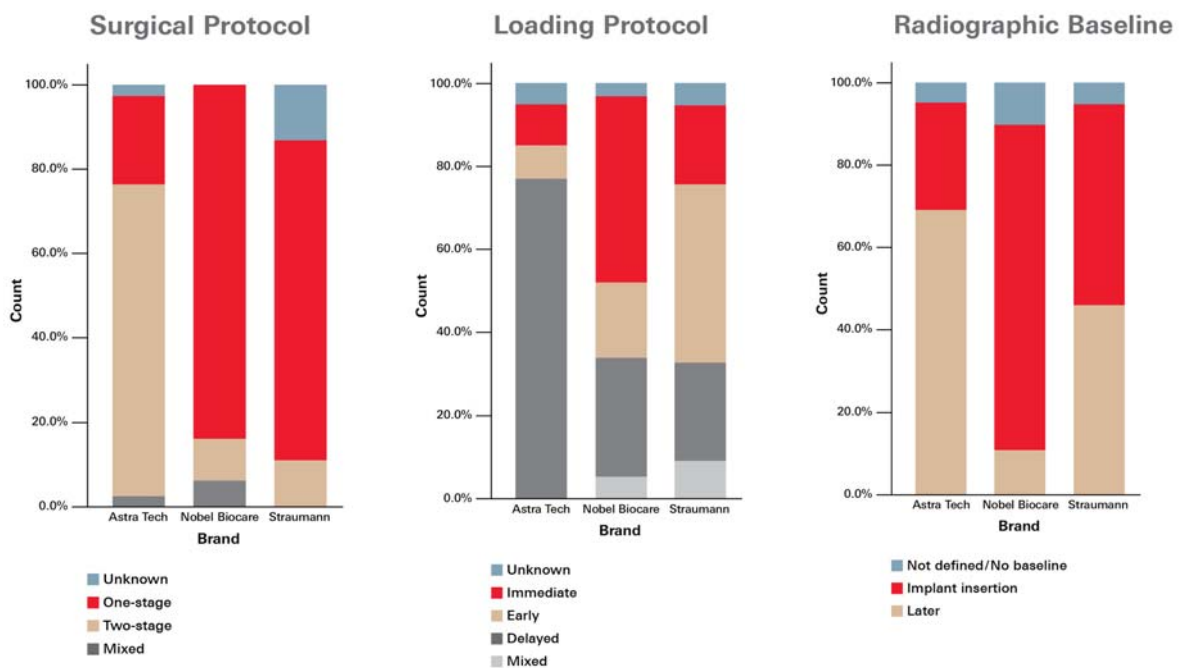 Surgical Protocol
100.0%
80.0%
60.0%
40.0%
20.0%
0.0%
Count
Astra Tech Nobel Biocare Straumann
Brand
Unknown
One-stage
Two-stage
Mixed
Loading Protocol
100.0%
80.0%
60.0%
40.0%
20.0%
0.0%
Count
Astra Tech Nobel Biocare Straumann
Brand
Unknown
Immediate
Early
Delayed
Mixed
Radiographic Baseline
100.0%
80.0%
60.0%
40.0%
20.0%
0.0%
Count
Astra Tech Nobel Biocare Straumann
Brand
Not defined/No baseline
Implant insertion
Later